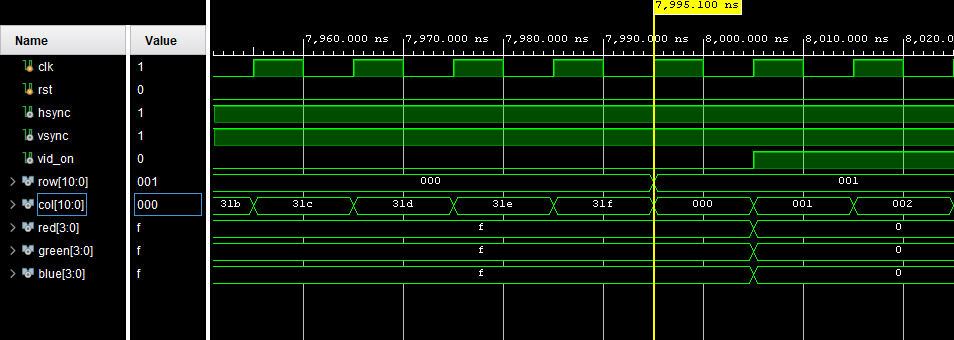 7,995.100 ns
Name Value
7,960.000 ns 7,970.000 ns 7,980.000 ns 7,990.000 ns 8,000.000 ns 8,010.000 ns 8,020.0
clk 1
rst 0
hsync 1
vsync 1
vid_on 0
row[10:0] 001 000 001
col[10:0] 000 31b 31c 31d 31e 31f 000 001 002
red[3:0] f f 0
green[3:0] f f 0
blue[3:0] f f 0